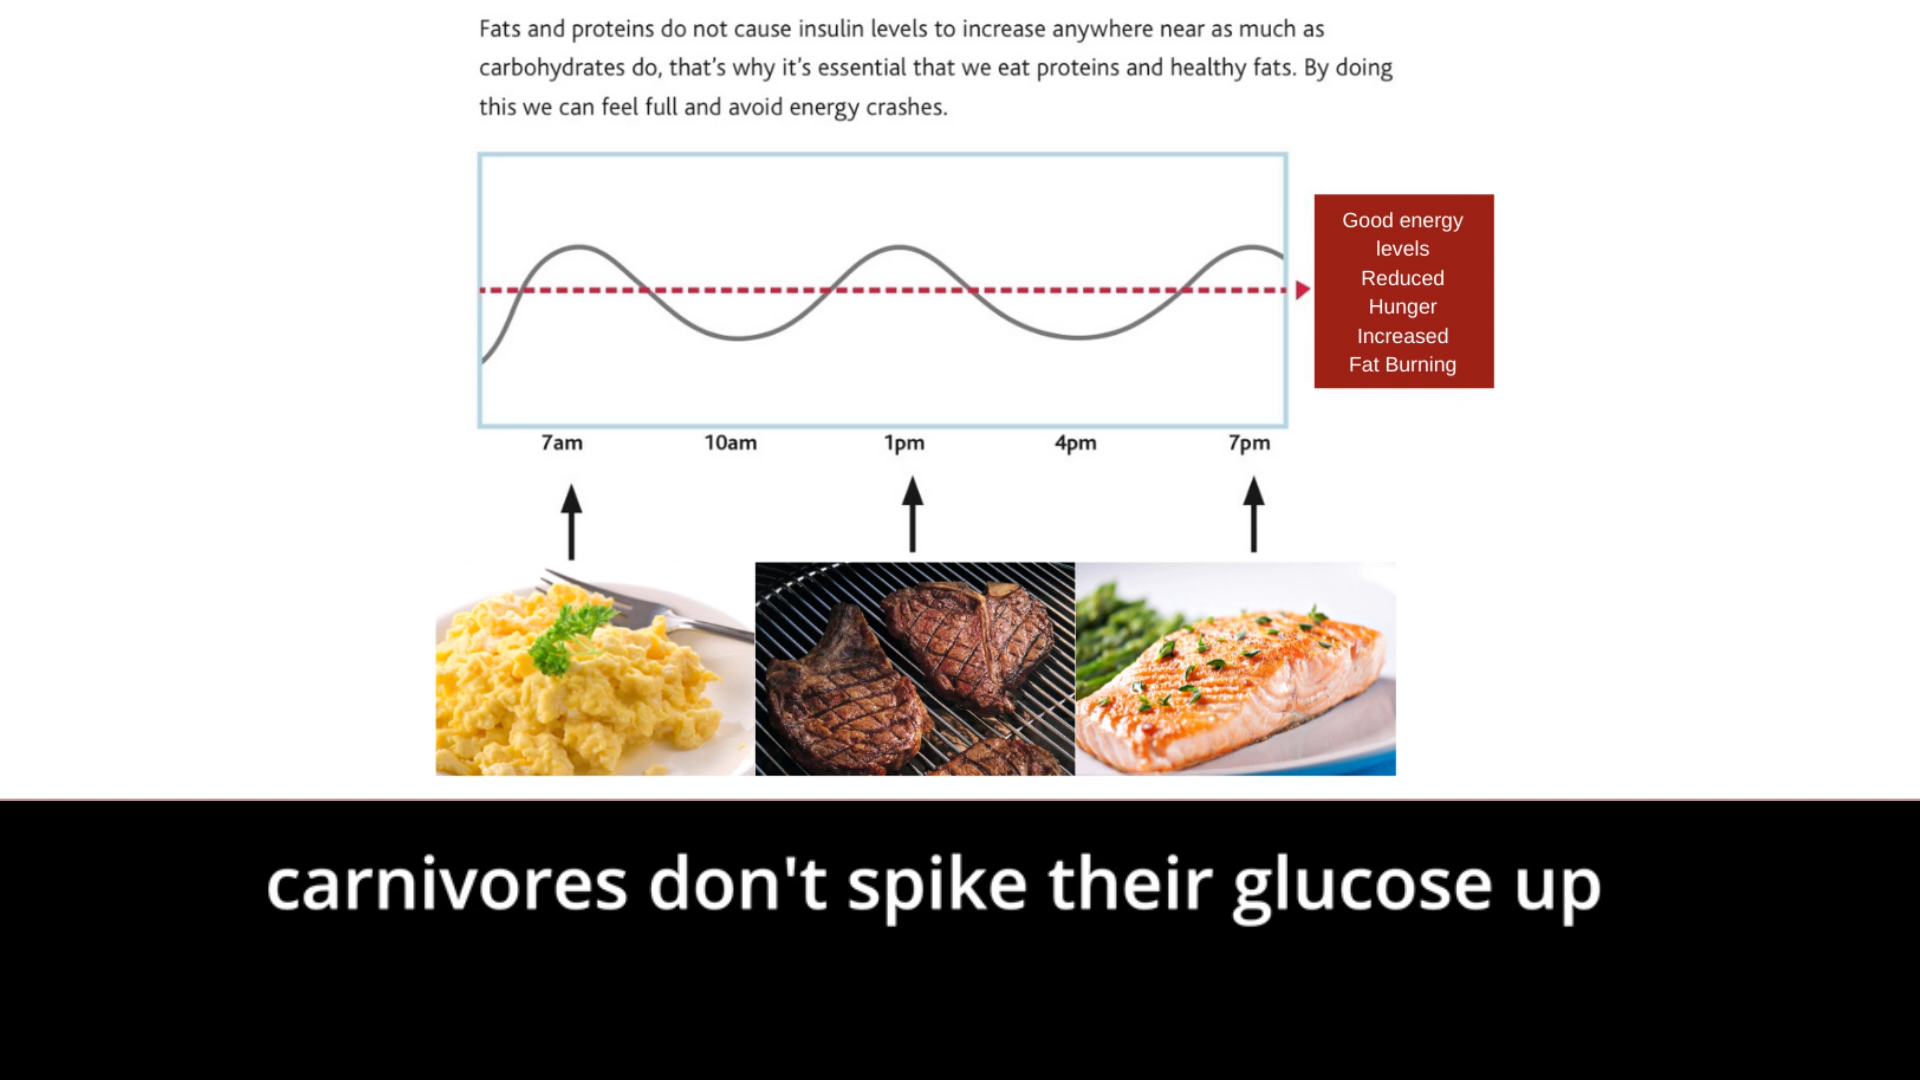 Fats and proteins do not cause insulin levels to increase anywhere near as much as
carbohydrates do, that's why it's essential that we eat proteins and healthy fats. By doing
this we can feel full and avoid energy crashes.
Good energy
levels
Reduced
Hunger
Increased
Fat Burning
7am 10am 1pm 4pm 7pm
carnivores don't spike their glucose up